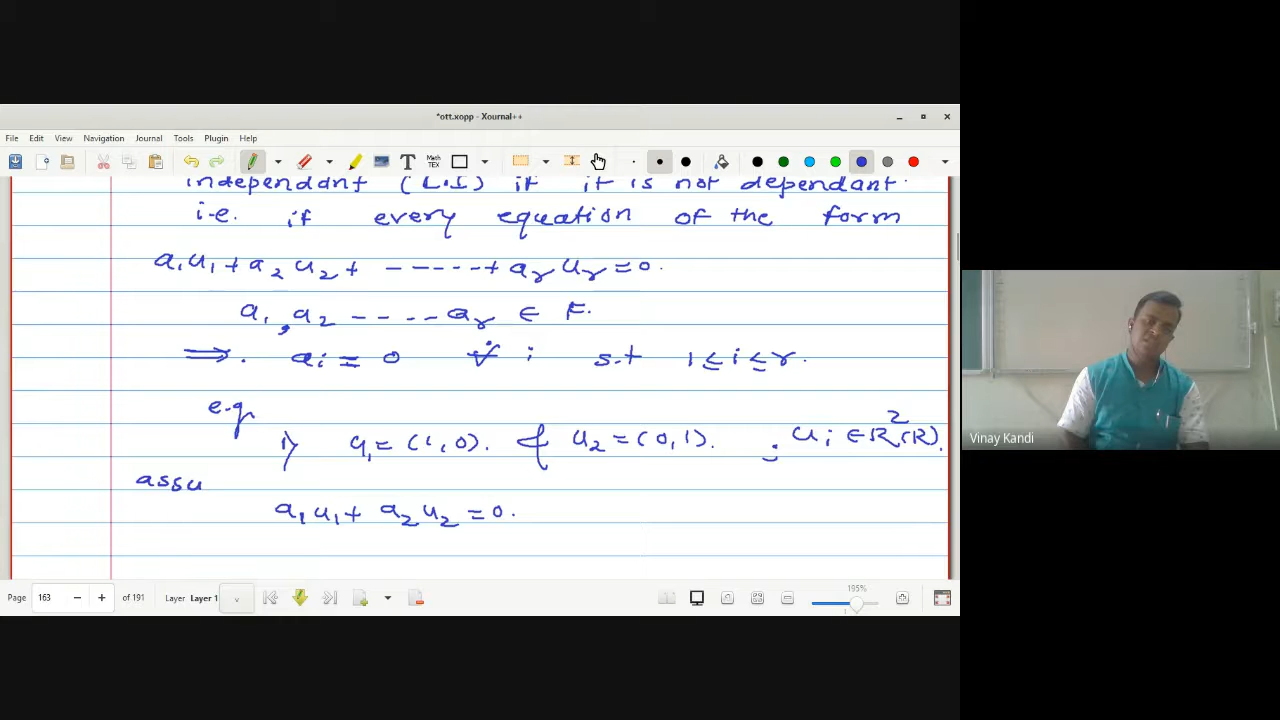 *ott.xopp - Xournal++
File Edit View Navigation Journal Tools Plugin Help
independant (L.I) if it is not dependant.
i.e. if every equation of the form
a₁u₁ + a₂u₂ + ------ + aᵣuᵣ = 0.
a₁, a₂ ---- aᵣ ∈ F.
⟹. aᵢ = 0 ∀ i s.t 1 ≤ i ≤ r.
e.g
1) u₁ = (1,0). & u₂ = (0,1). ; uᵢ ∈ R²(R).
assu
a₁u₁ + a₂u₂ = 0.
Page 163 of 191 Layer Layer 1 195%
Vinay Kandi